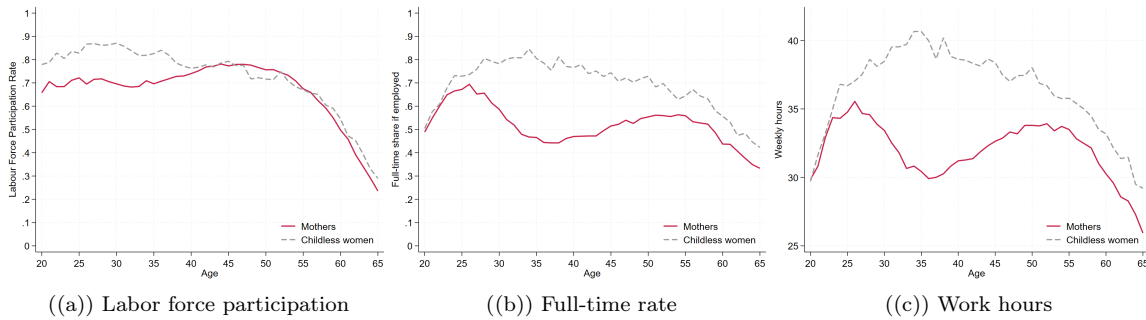 Labour Force Participation Rate
1
.9
.8
.7
.6
.5
.4
.3
.2
.1
0
20 25 30 35 40 45 50 55 60 65
Age
Mothers
Childless women
((a)) Labor force participation
Full-time share if employed
1
.9
.8
.7
.6
.5
.4
.3
.2
.1
0
20 25 30 35 40 45 50 55 60 65
Age
Mothers
Childless women
((b)) Full-time rate
Weekly hours
40
35
30
25
20 25 30 35 40 45 50 55 60 65
Age
Mothers
Childless women
((c)) Work hours